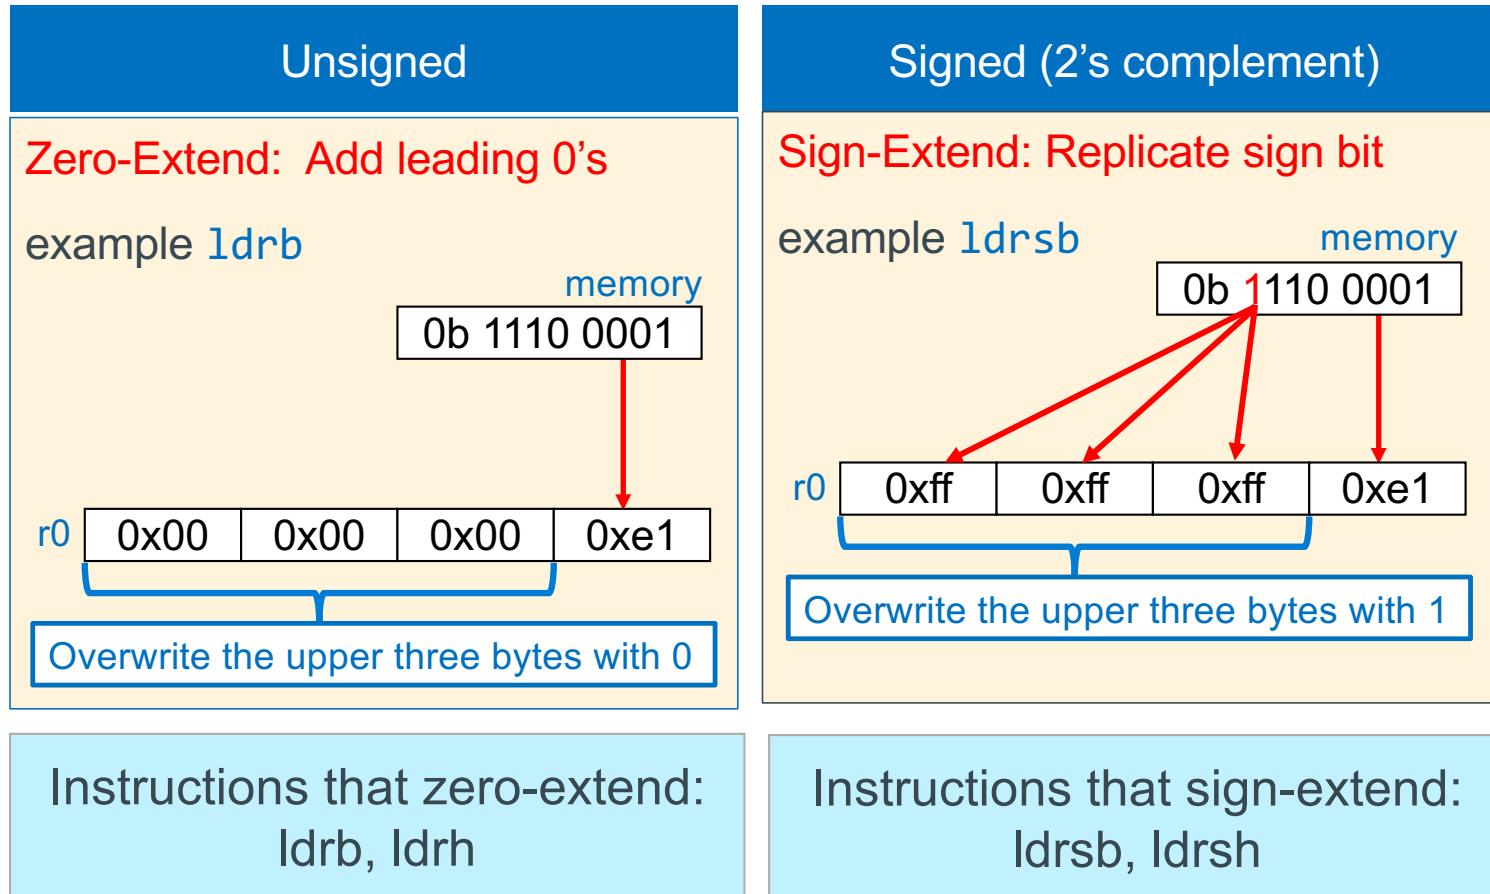 Unsigned
Zero-Extend: Add leading 0’s
example ldrb
memory
0b 1110 0001
r0 0x00 0x00 0x00 0xe1
Overwrite the upper three bytes with 0
Instructions that zero-extend:
ldrb, ldrh
Signed (2’s complement)
Sign-Extend: Replicate sign bit
example ldrsb
memory
0b 1110 0001
r0 0xff 0xff 0xff 0xe1
Overwrite the upper three bytes with 1
Instructions that sign-extend:
ldrsb, ldrsh